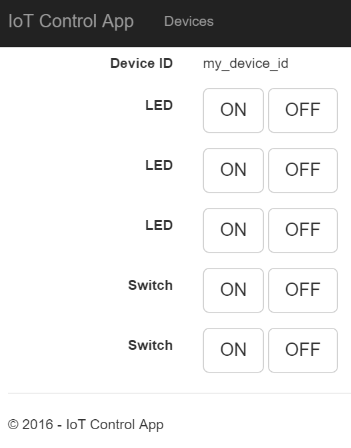 IoT Control App Devices
Device ID my_device_id
LED ON OFF
LED ON OFF
LED ON OFF
Switch ON OFF
Switch ON OFF
© 2016 - IoT Control App